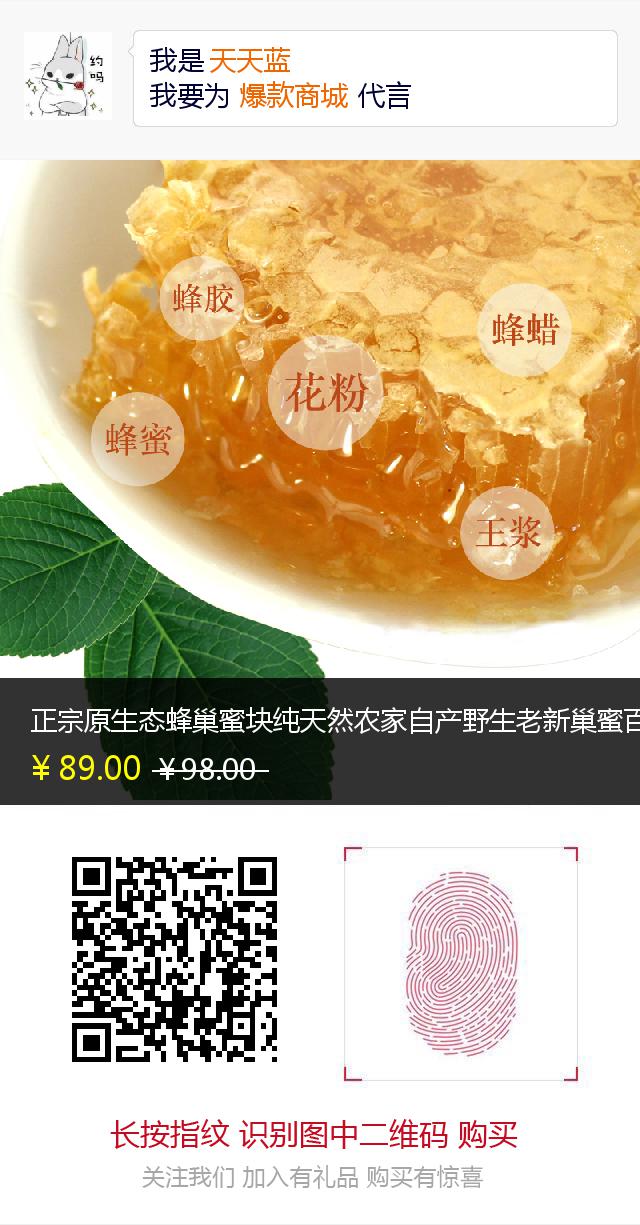 约吗
我是 天天蓝
我要为 爆款商城 代言
蜂胶
蜂蜡
花粉
蜂蜜
王浆
正宗原生态蜂巢蜜块纯天然农家自产野生老新巢蜜百
¥ 89.00 ¥98.00
长按指纹 识别图中二维码 购买
关注我们 加入有礼品 购买有惊喜